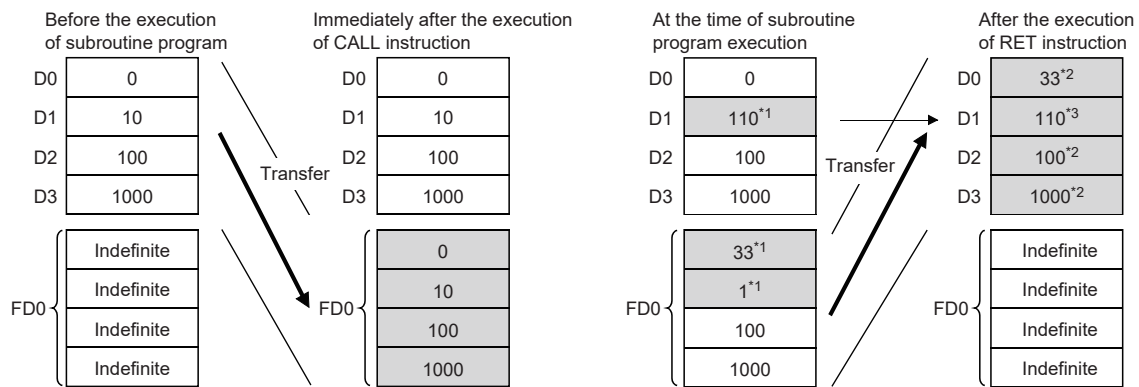 Before the execution
of subroutine program
D0 0
D1 10
D2 100
D3 1000
FD0
Indefinite
Indefinite
Indefinite
Indefinite
Transfer
Immediately after the execution
of CALL instruction
D0 0
D1 10
D2 100
D3 1000
FD0
0
10
100
1000
At the time of subroutine
program execution
D0 0
D1 110*1
D2 100
D3 1000
FD0
33*1
1*1
100
1000
Transfer
After the execution
of RET instruction
D0 33*2
D1 110*3
D2 100*2
D3 1000*2
FD0
Indefinite
Indefinite
Indefinite
Indefinite